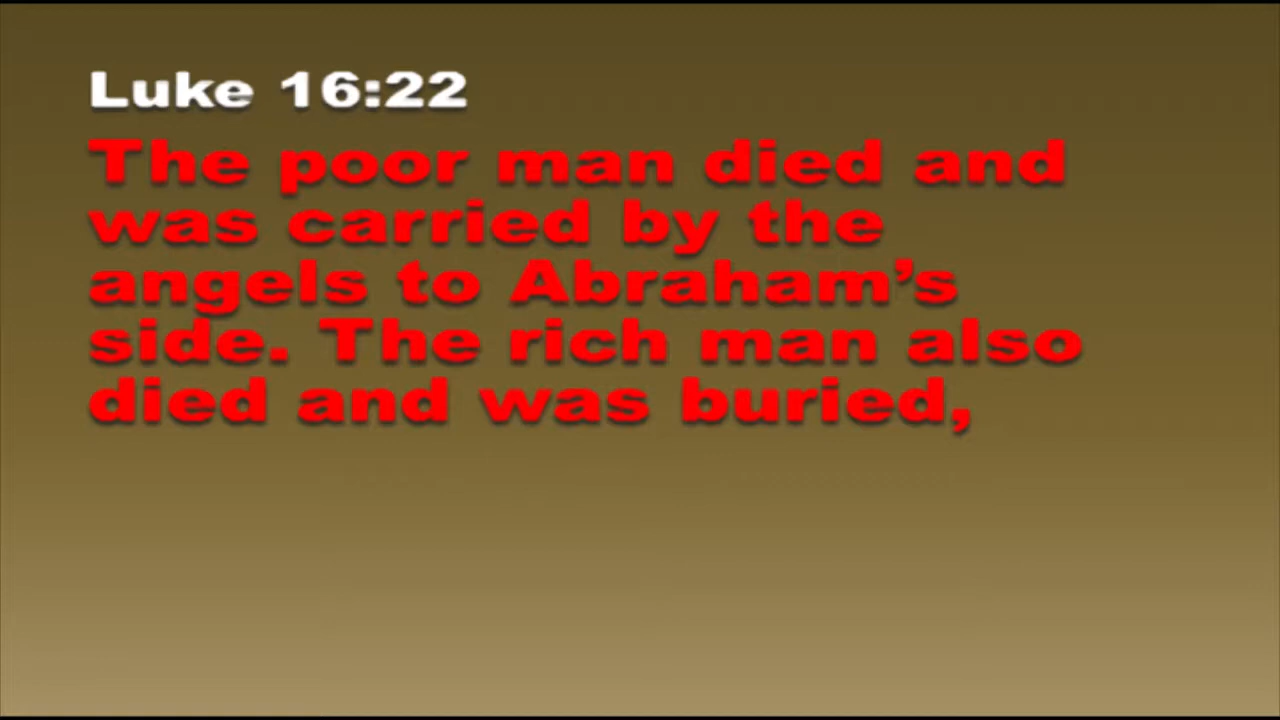 Luke 16:22
The poor man died and
was carried by the
angels to Abraham’s
side. The rich man also
died and was buried,